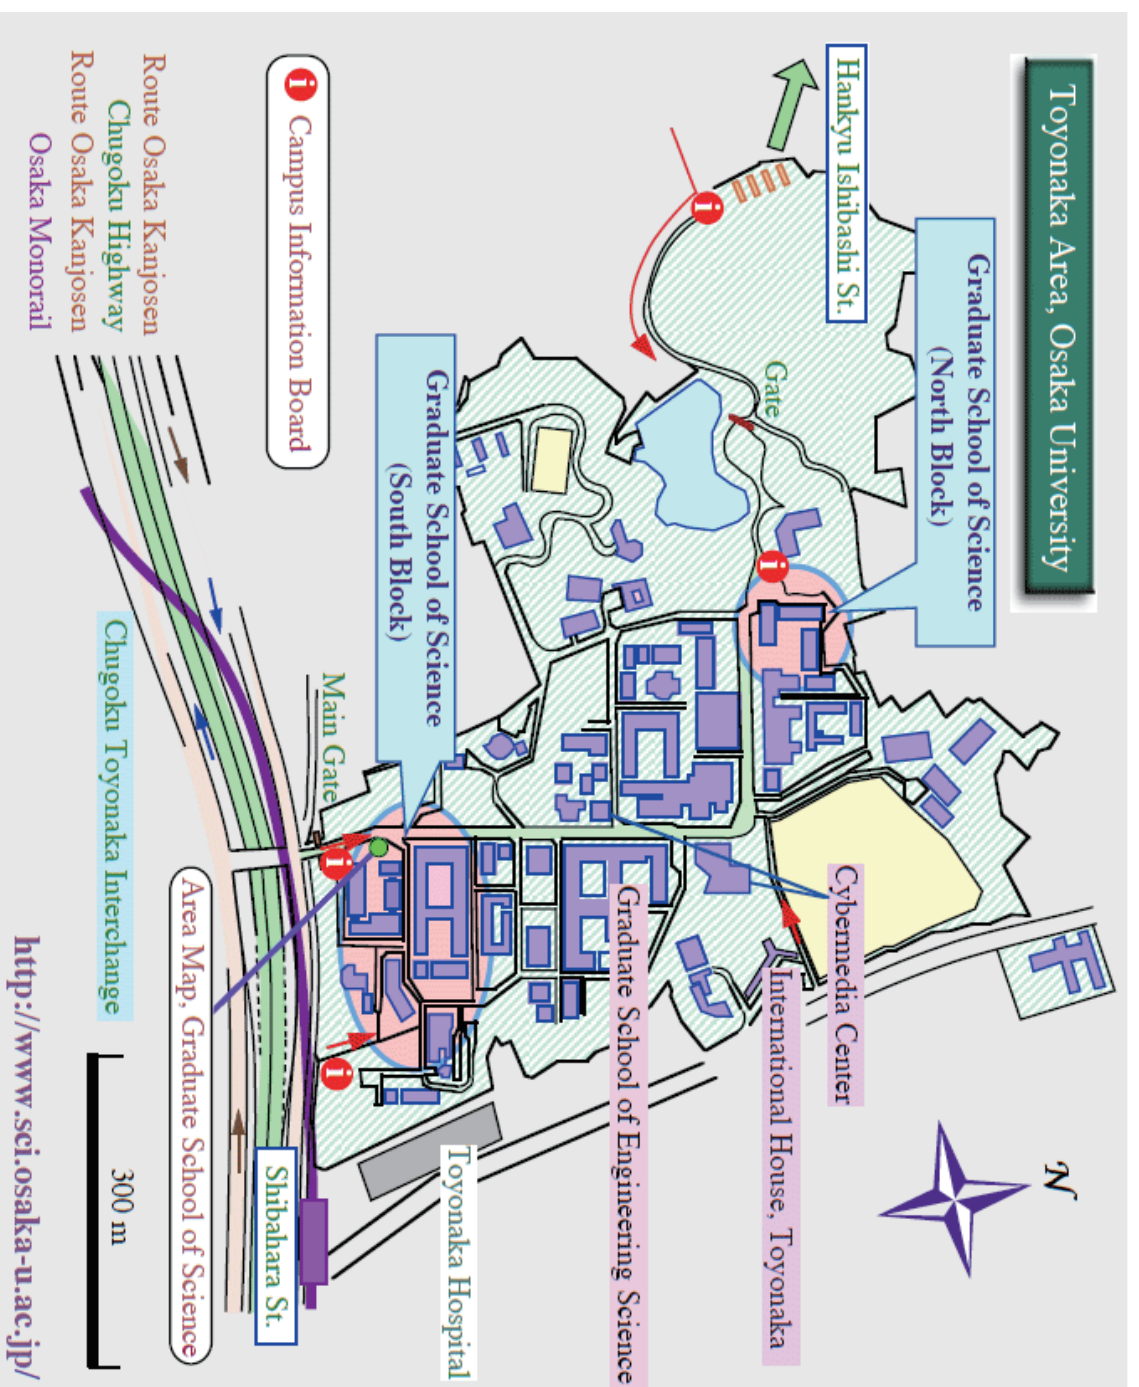 Toyonaka Area, Osaka University
Hankyu Ishibashi St.
Graduate School of Science
(North Block)
Gate
i
i
i Campus Information Board
Graduate School of Science
(South Block)
Route Osaka Kanjosen
Chugoku Highway
Route Osaka Kanjosen
Osaka Monorail
Main Gate
i
i
Chugoku Toyonaka Interchange
Cybermedia Center
International House, Toyonaka
Graduate School of Engineering Science
Toyonaka Hospital
Shibahara St.
Area Map, Graduate School of Science
N
300 m
http://www.sci.osaka-u.ac.jp/